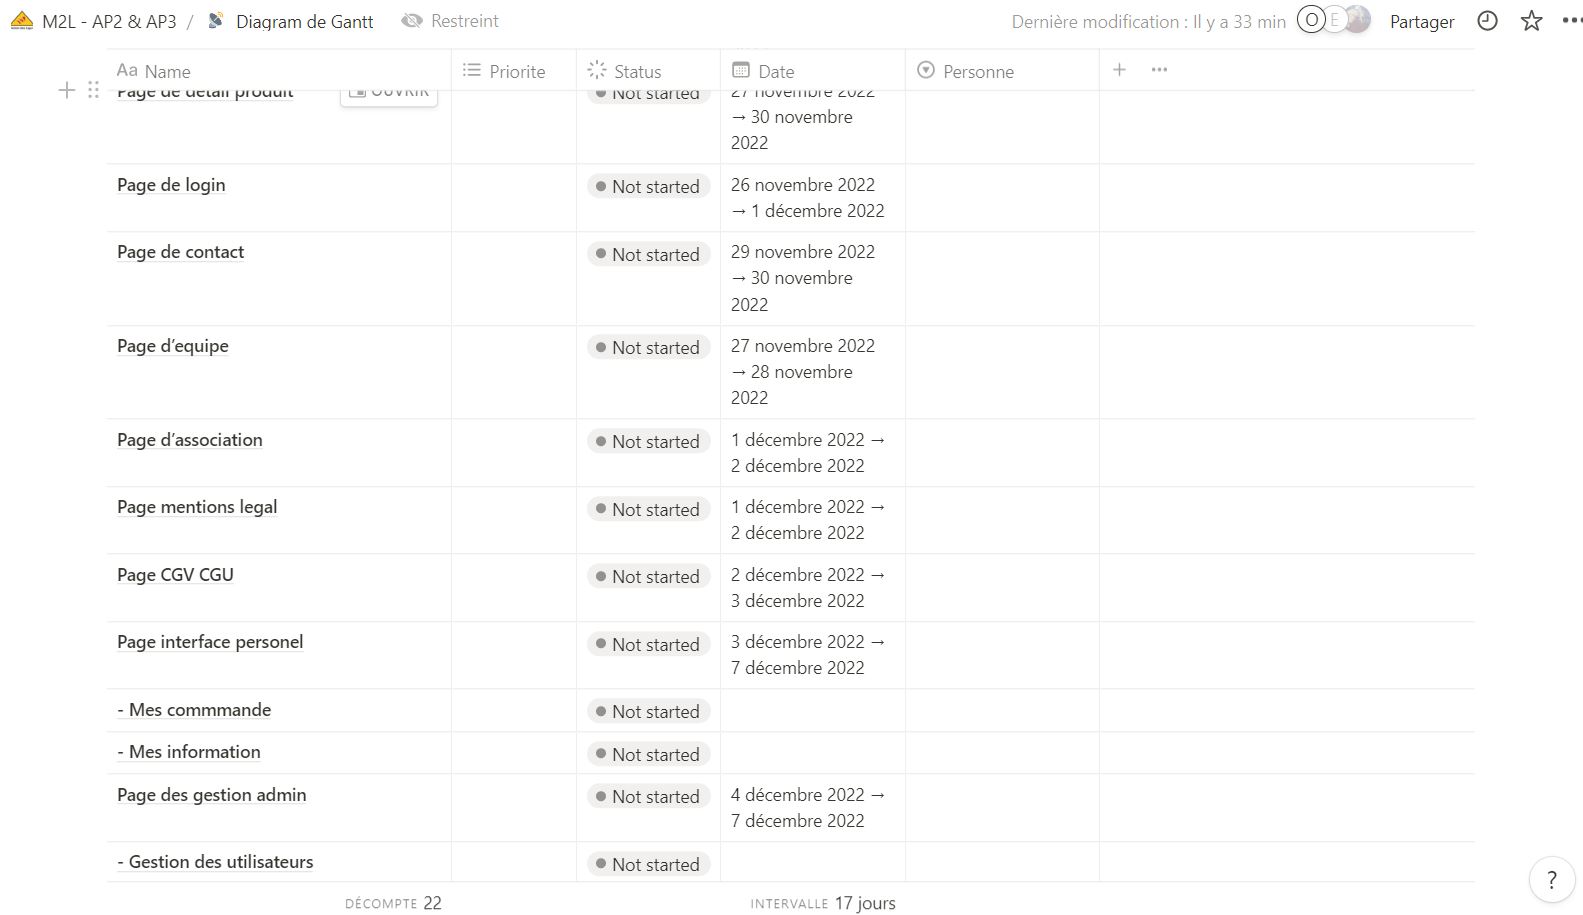 M2L - AP2 & AP3 / Diagram de Gantt Restreint Dernière modification : Il y a 33 min O E Partager
Aa Name Priorite Status Date Personne
Page de detail produit OUVRIR Not started 27 novembre 2022
→ 30 novembre
2022
Page de login Not started 26 novembre 2022
→ 1 décembre 2022
Page de contact Not started 29 novembre 2022
→ 30 novembre
2022
Page d’equipe Not started 27 novembre 2022
→ 28 novembre
2022
Page d’association Not started 1 décembre 2022 →
2 décembre 2022
Page mentions legal Not started 1 décembre 2022 →
2 décembre 2022
Page CGV CGU Not started 2 décembre 2022 →
3 décembre 2022
Page interface personel Not started 3 décembre 2022 →
7 décembre 2022
- Mes commmande Not started
- Mes information Not started
Page des gestion admin Not started 4 décembre 2022 →
7 décembre 2022
- Gestion des utilisateurs Not started
DÉCOMPTE 22 INTERVALLE 17 jours
?